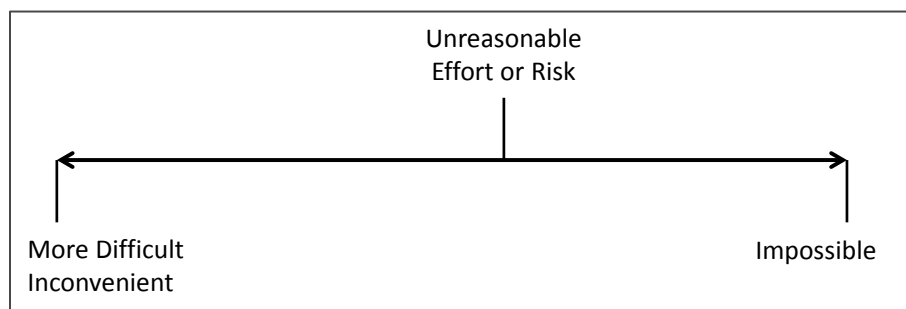 Unreasonable
Effort or Risk
More Difficult
Inconvenient
Impossible